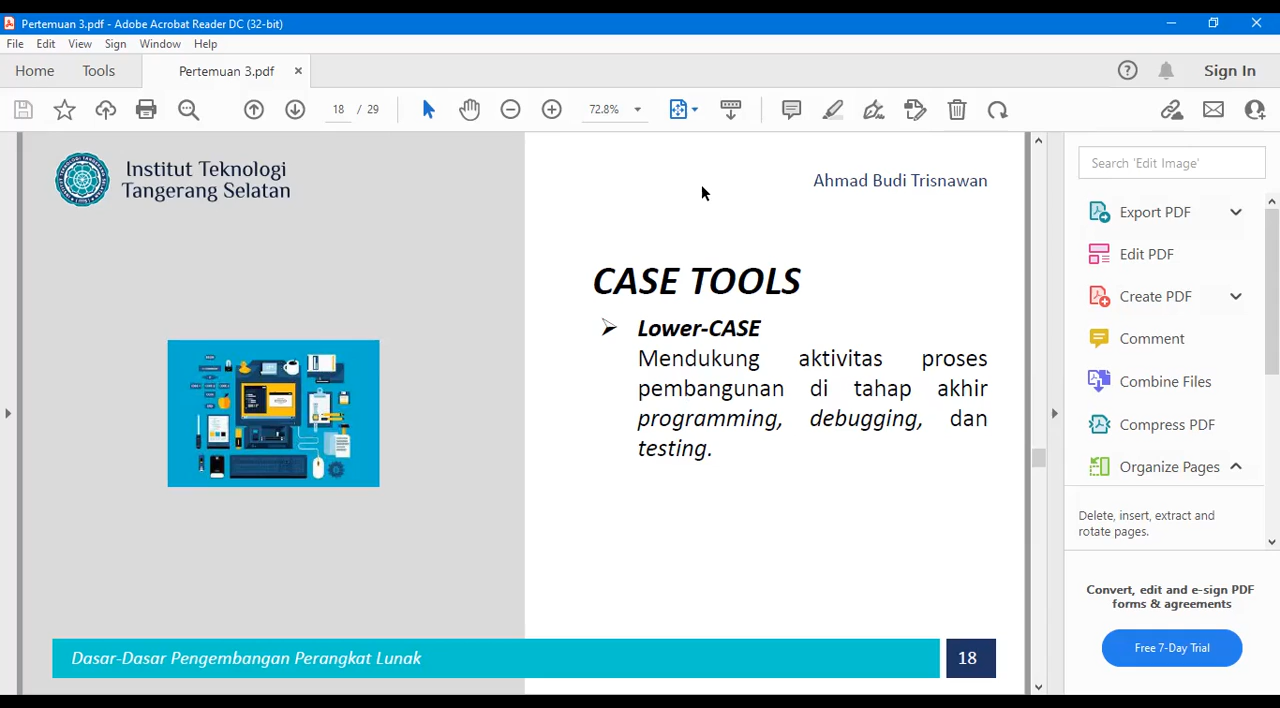 Pertemuan 3.pdf - Adobe Acrobat Reader DC (32-bit)
File Edit View Sign Window Help
Home Tools Pertemuan 3.pdf × Sign In
18 / 29 72.8%
Institut Teknologi
Tangerang Selatan
Ahmad Budi Trisnawan
CASE TOOLS
Lower-CASE
Mendukung aktivitas proses
pembangunan di tahap akhir
programming, debugging, dan
testing.
Dasar-Dasar Pengembangan Perangkat Lunak
18
Search 'Edit Image'
Export PDF
Edit PDF
Create PDF
Comment
Combine Files
Compress PDF
Organize Pages
Delete, insert, extract and
rotate pages.
Convert, edit and e-sign PDF
forms & agreements
Free 7-Day Trial